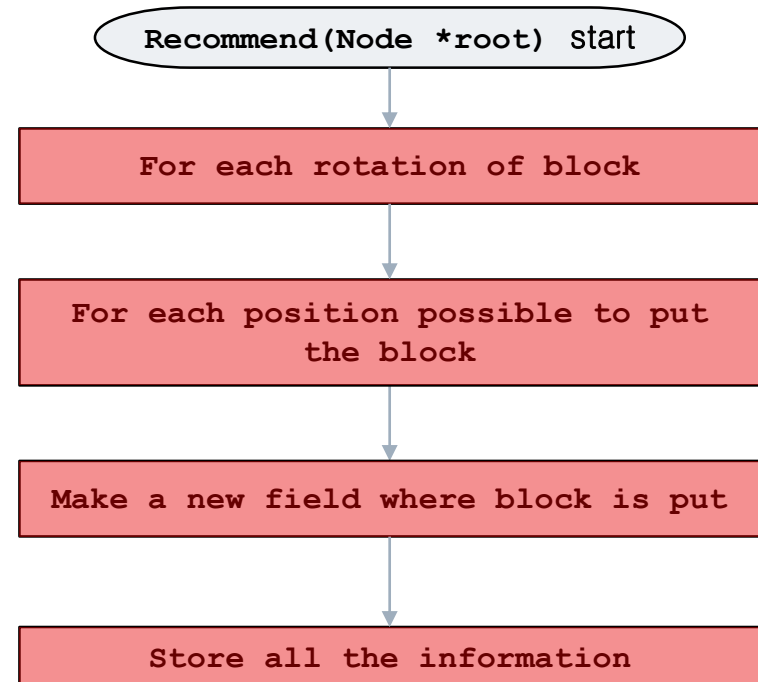 Recommend(Node *root) start
For each rotation of block
For each position possible to put
the block
Make a new field where block is put
Store all the information